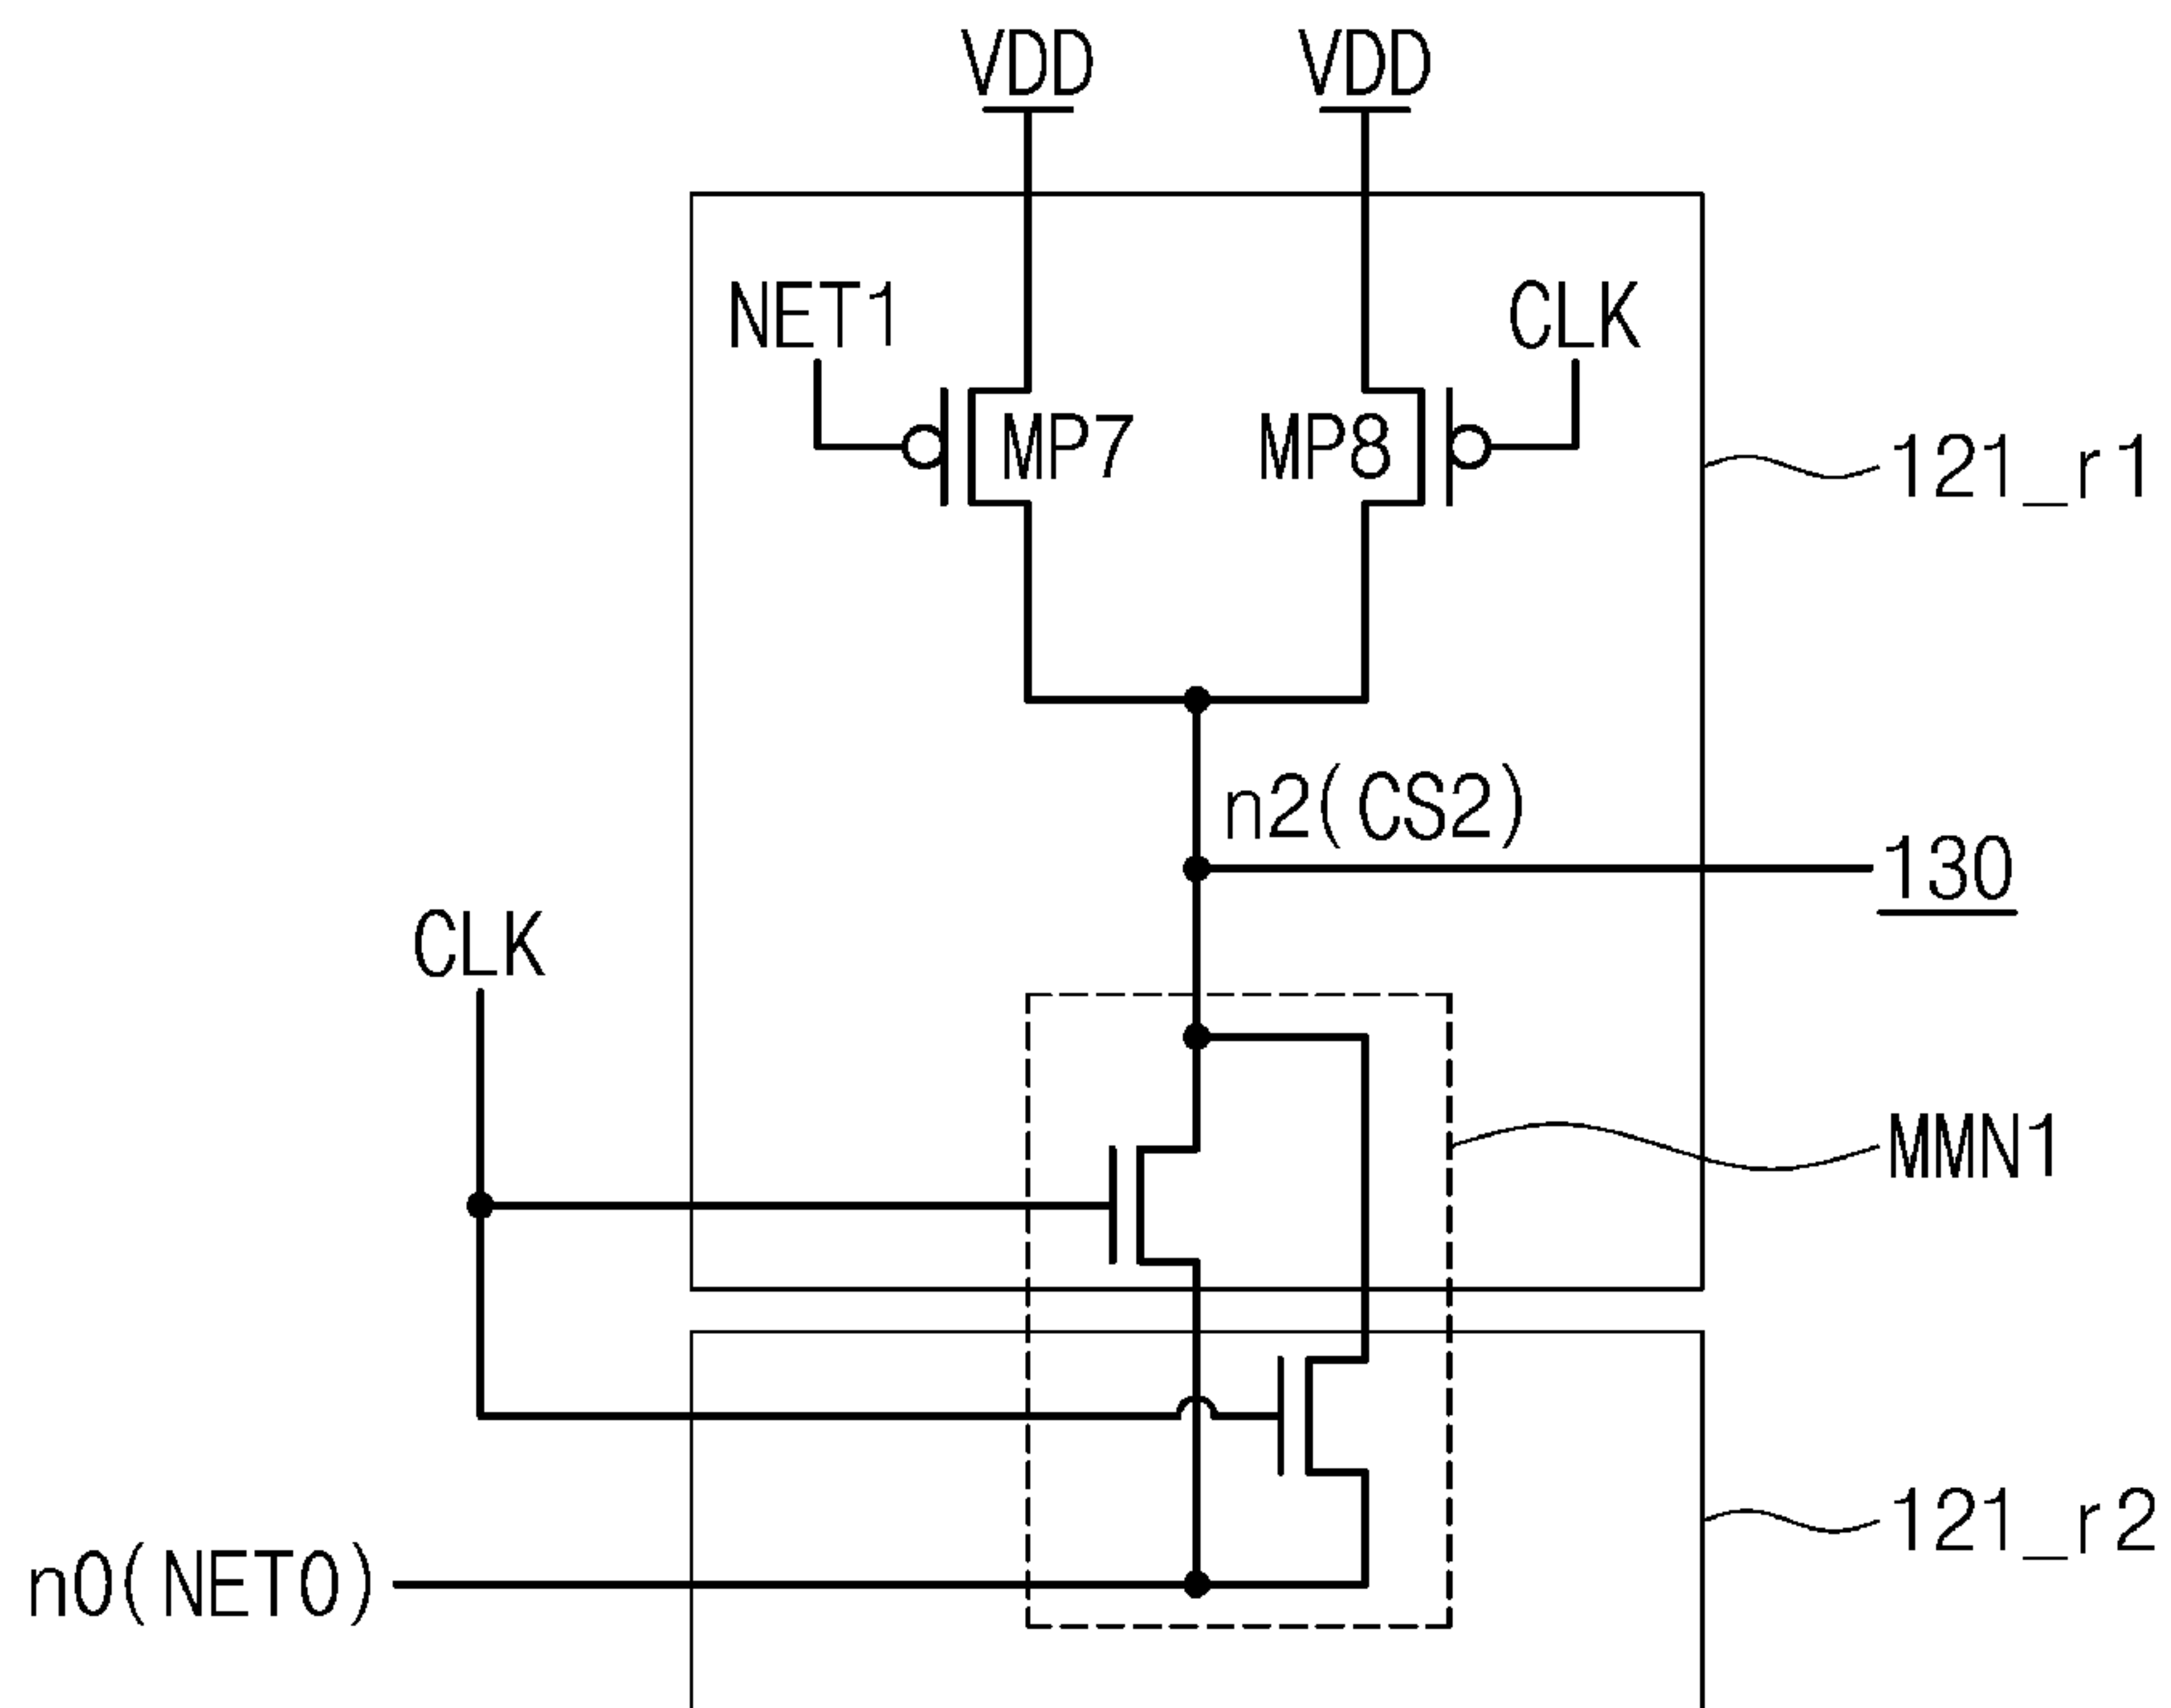 VDD
VDD
NET1
CLK
MP7
MP8
121_r1
n2(CS2)
130
CLK
MMN1
121_r2
n0(NET0)